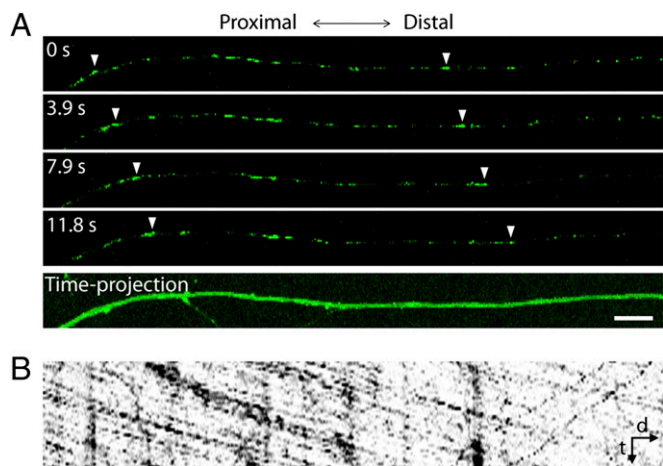 A
Proximal ⟷ Distal
0 s
3.9 s
7.9 s
11.8 s
Time-projection
B
d
t